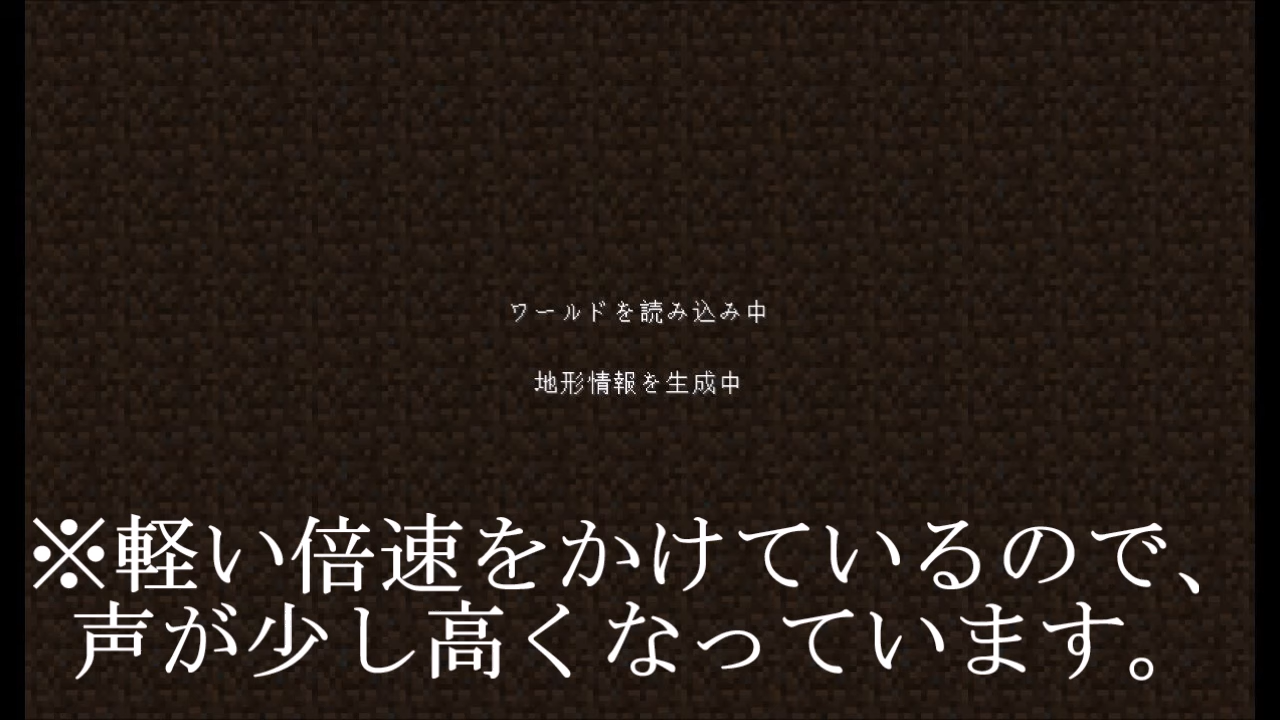 ワールドを読み込み中
地形情報を生成中
※軽い倍速をかけているので、
声が少し高くなっています。